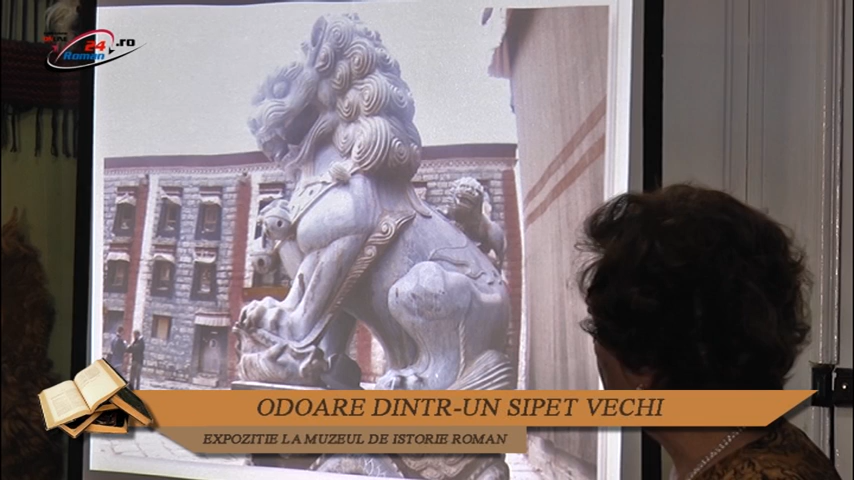 24.ro
Roman
ODOARE DINTR-UN SIPET VECHI
EXPOZITIE LA MUZEUL DE ISTORIE ROMAN